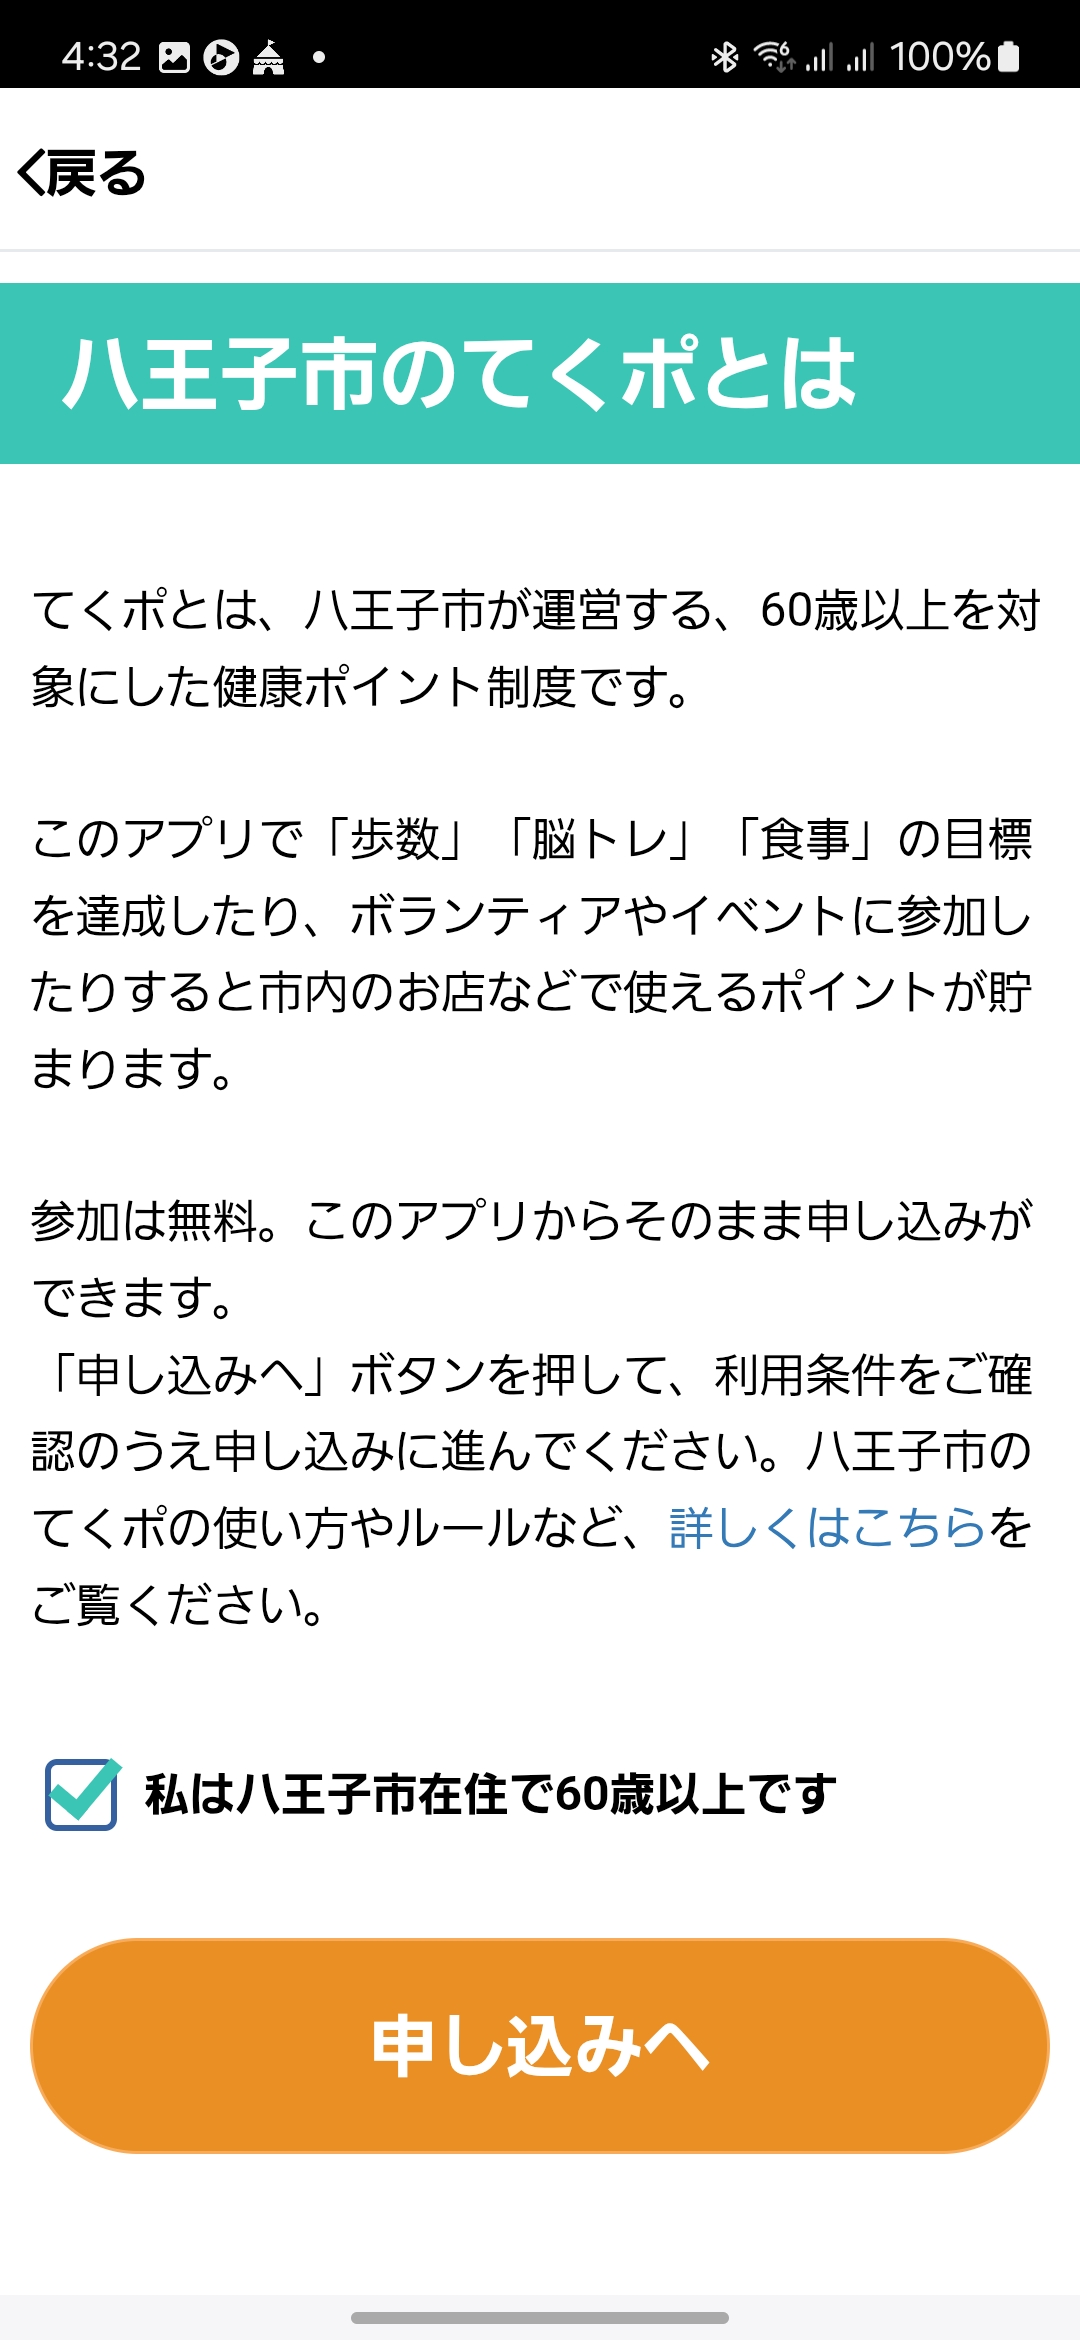 4:32 100%
戻る
八王子市のてくポとは
てくポとは、八王子市が運営する、60歳以上を対
象にした健康ポイント制度です。
このアプリで「歩数」「脳トレ」「食事」の目標
を達成したり、ボランティアやイベントに参加し
たりすると市内のお店などで使えるポイントが貯
まります。
参加は無料。このアプリからそのまま申し込みが
できます。
「申し込みへ」ボタンを押して、利用条件をご確
認のうえ申し込みに進んでください。八王子市の
てくポの使い方やルールなど、詳しくはこちらを
ご覧ください。
私は八王子市在住で60歳以上です
申し込みへ